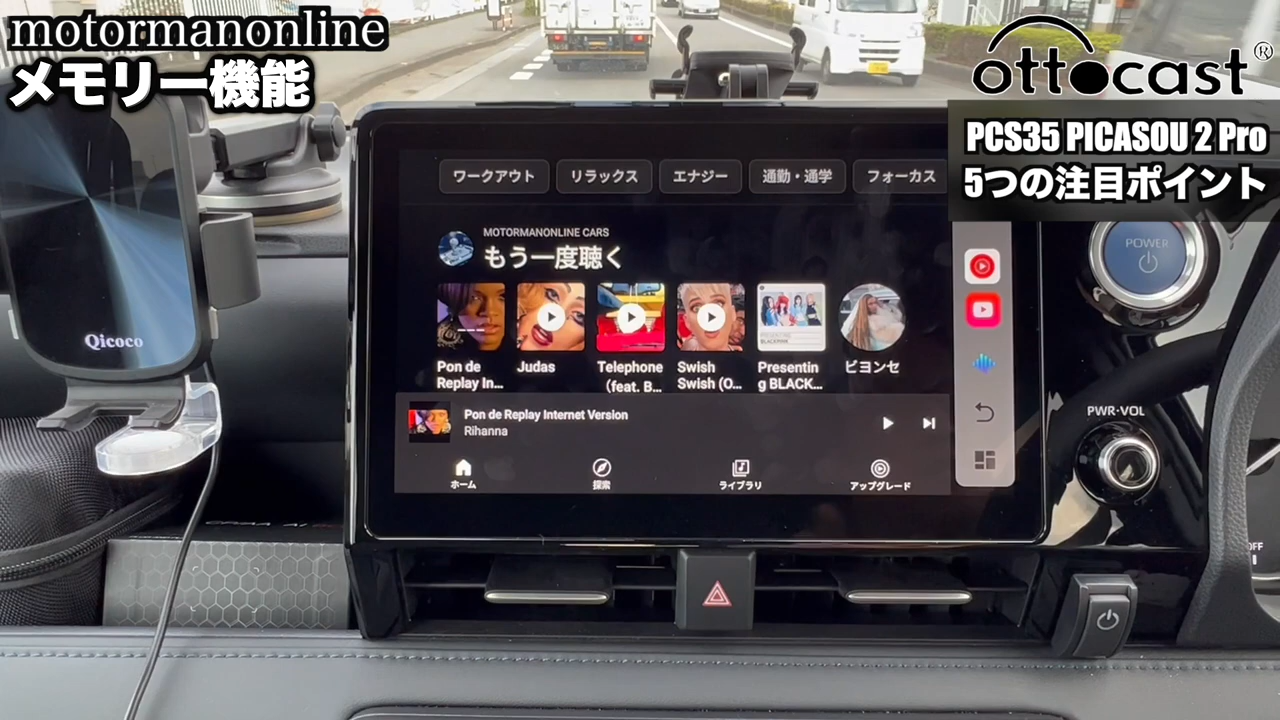 motormanonline
メモリー機能
ottocast®
PCS35 PICASOU 2 Pro
5つの注目ポイント
ワークアウト
リラックス
エナジー
通勤・通学
フォーカス
MOTORMANONLINE CARS
もう一度聴く
Pon de
Replay In...
Judas
Telephone
(feat. B...
Swish
Swish (O...
Presentin
g BLACK...
ビヨンセ
Pon de Replay Internet Version
Rihanna
ホーム
探索
ライブラリ
アップグレード
Qicoco
POWER
PWR・VOL
OFF